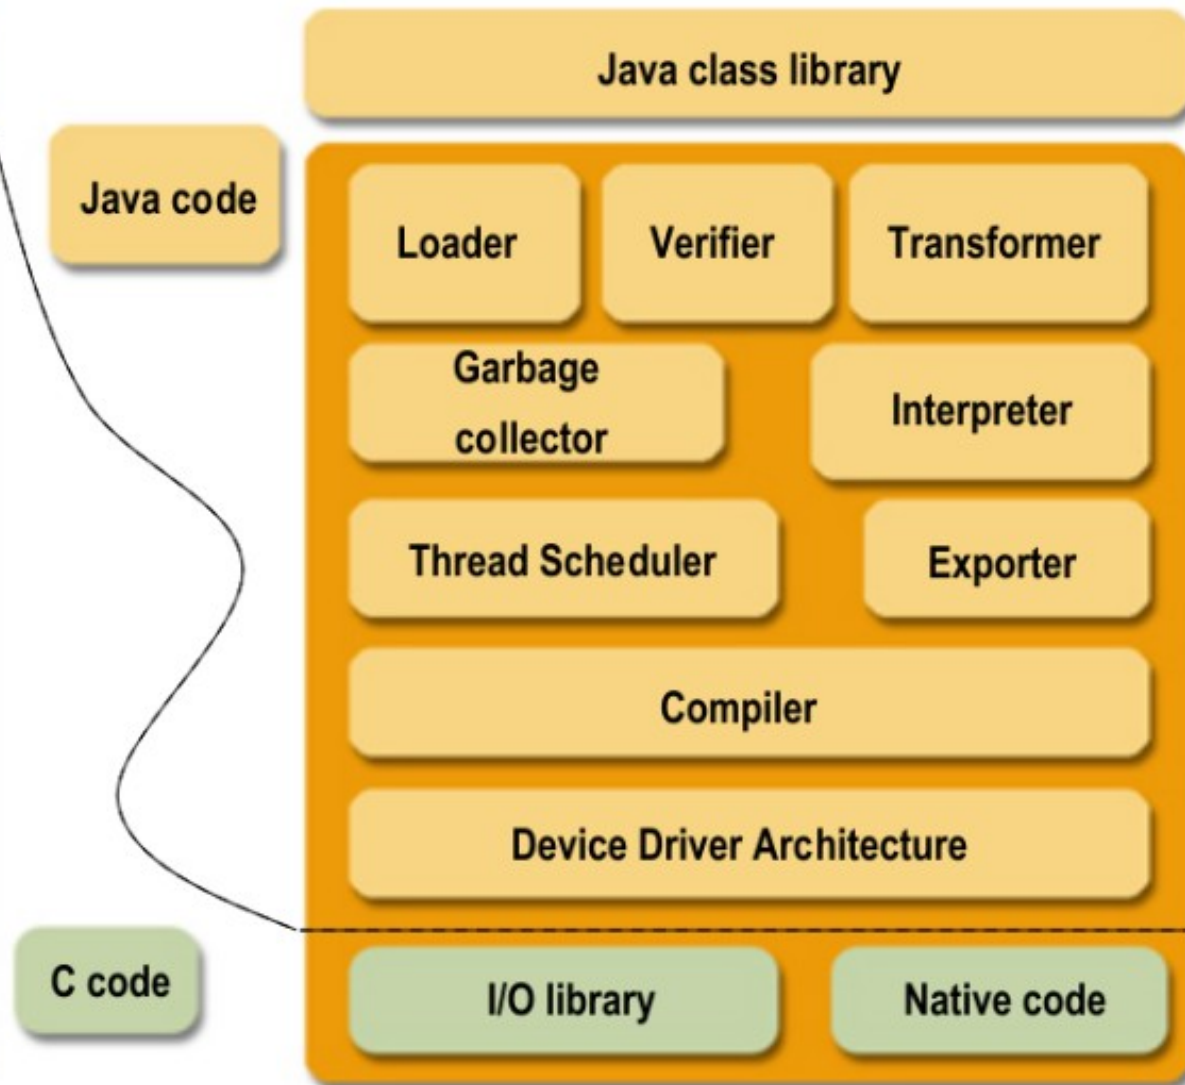 Java class library
Java code
Loader
Verifier
Transformer
Garbage
collector
Interpreter
Thread Scheduler
Exporter
Compiler
Device Driver Architecture
C code
I/O library
Native code